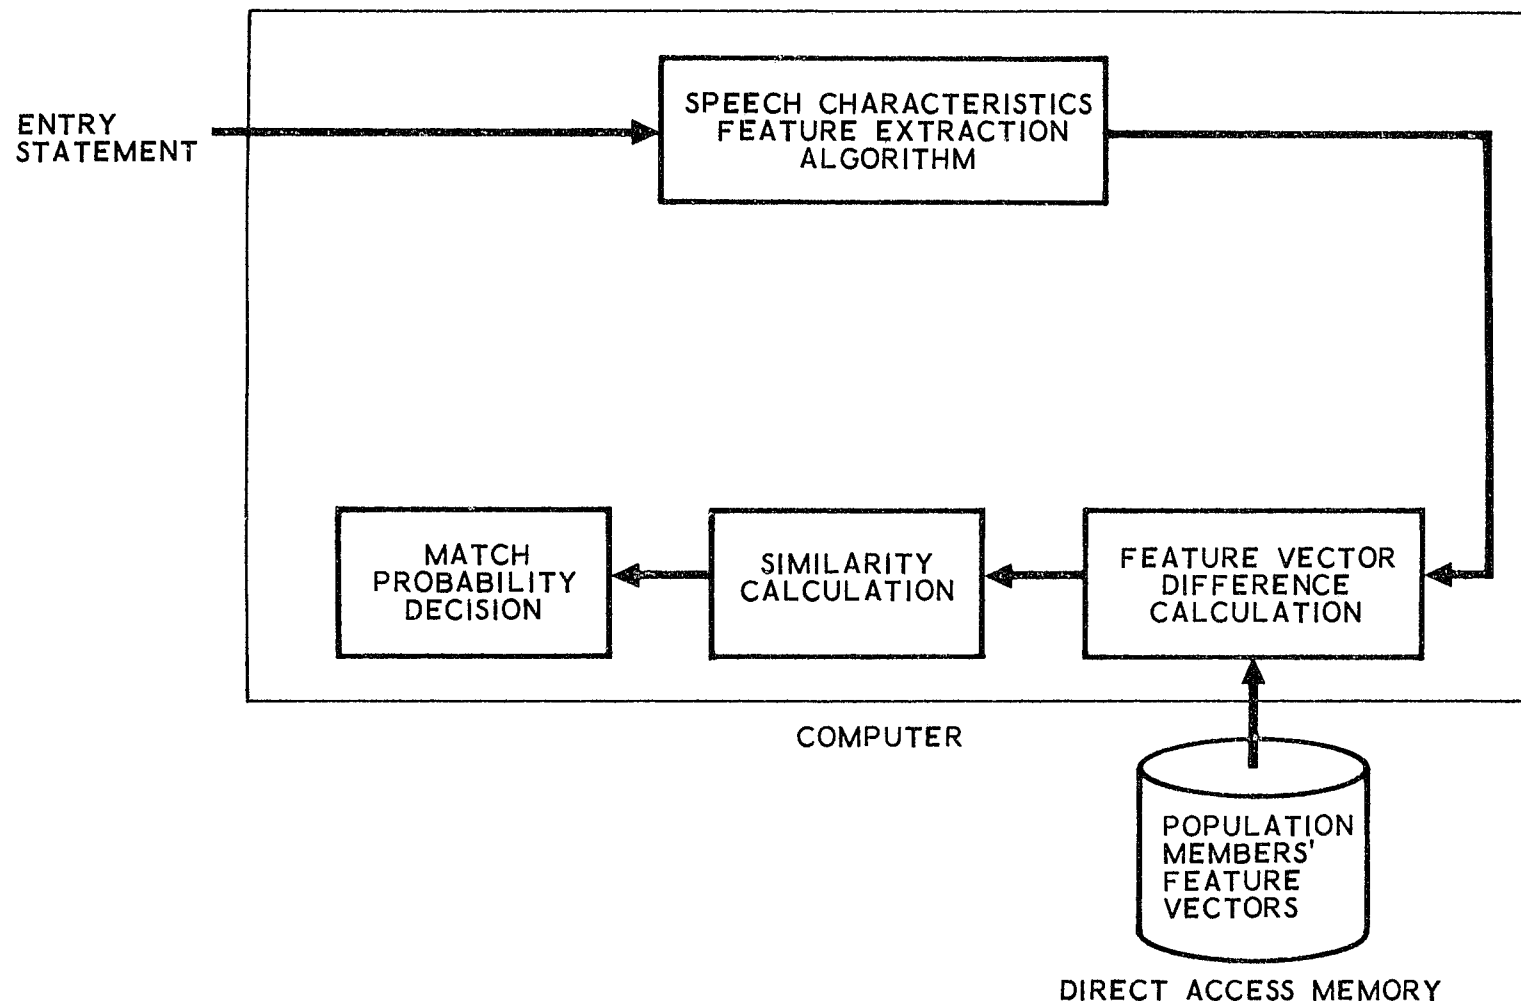 ENTRY
STATEMENT
SPEECH CHARACTERISTICS
FEATURE EXTRACTION
ALGORITHM
MATCH
PROBABILITY
DECISION
SIMILARITY
CALCULATION
FEATURE VECTOR
DIFFERENCE
CALCULATION
COMPUTER
POPULATION
MEMBERS'
FEATURE
VECTORS
DIRECT ACCESS MEMORY